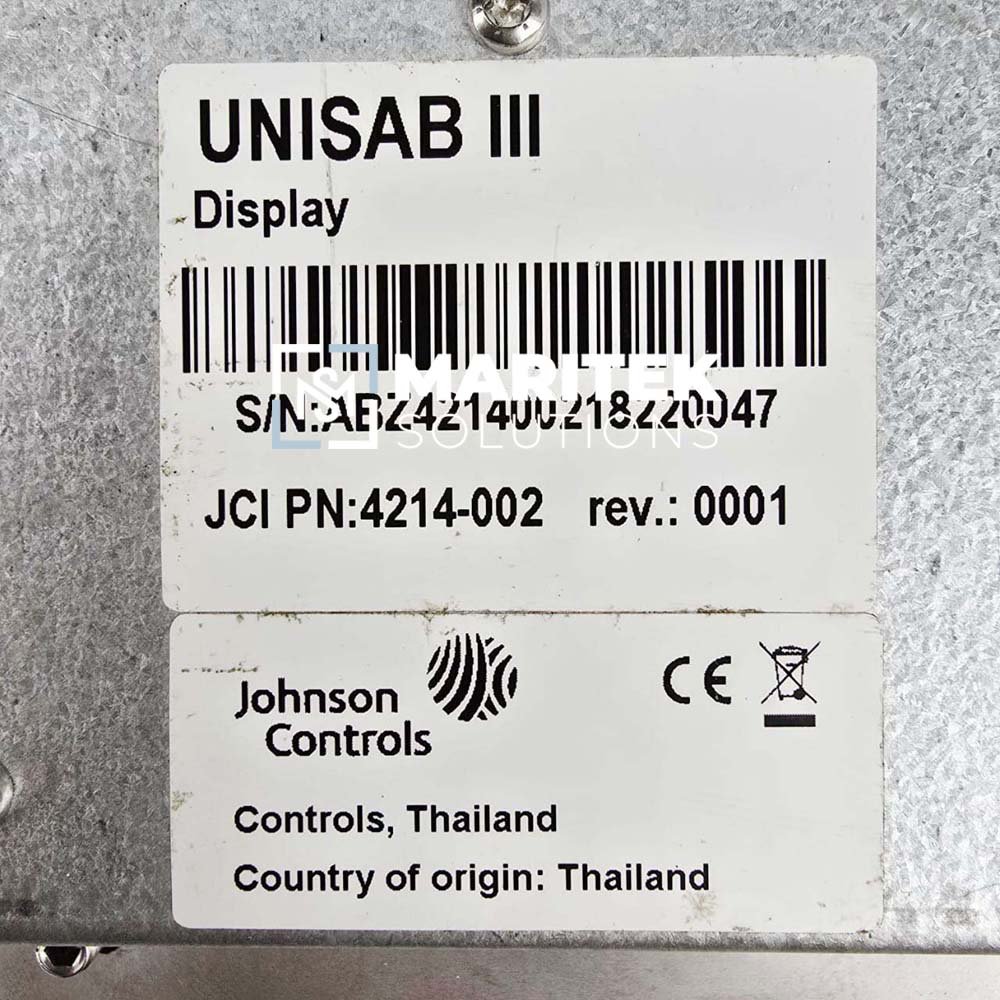 UNISAB III
Display
MARITEK
SOLUTIONS
S/N:ABZ4214002218220047
JCI PN:4214-002 rev.: 0001
Johnson
Controls
CE
Controls, Thailand
Country of origin: Thailand